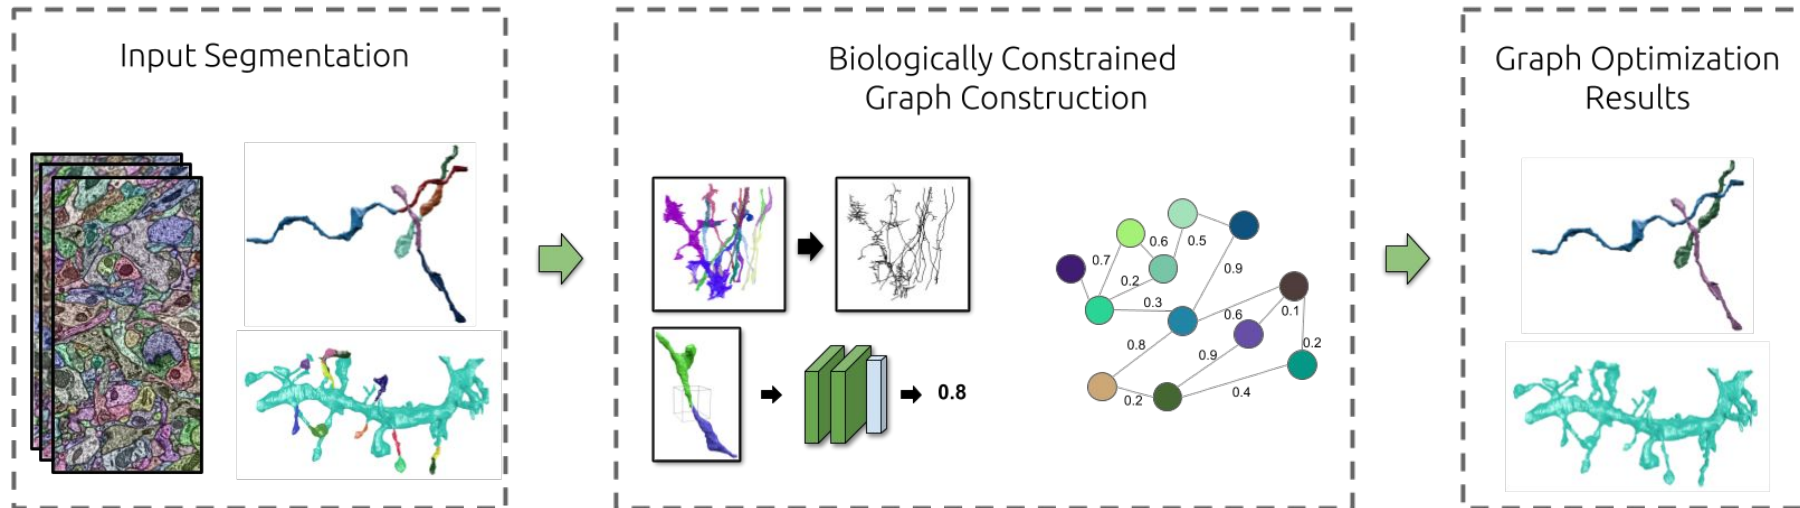 Input Segmentation
Biologically Constrained
Graph Construction
Graph Optimization
Results
0.8
0.6
0.5
0.7
0.2
0.9
0.3
0.6
0.1
0.8
0.9
0.2
0.2
0.4